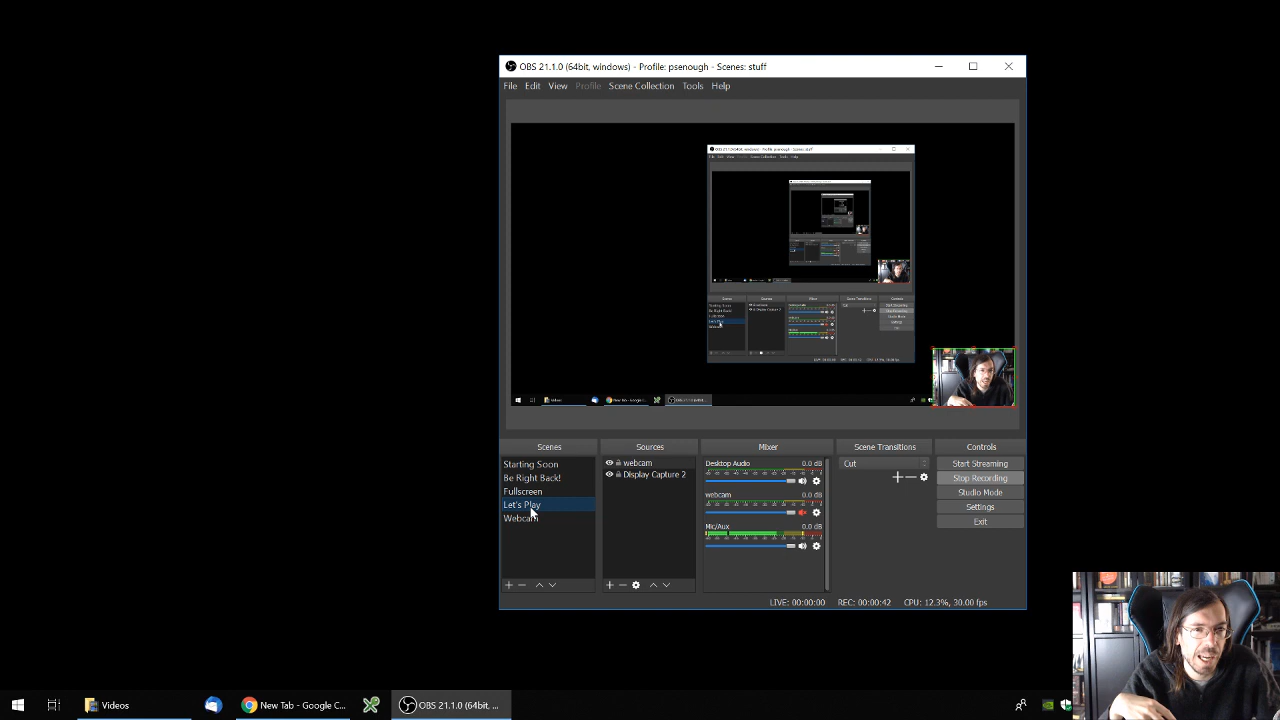 OBS 21.1.0 (64bit, windows) - Profile: psenough - Scenes: stuff
File Edit View Profile Scene Collection Tools Help
Scenes Sources Mixer Scene Transitions Controls
Starting Soon
Be Right Back!
Fullscreen
Let's Play
Webcam
webcam
Display Capture 2
Desktop Audio 0.0 dB
webcam 0.0 dB
Mic/Aux 0.0 dB
Cut
Start Streaming
Stop Recording
Studio Mode
Settings
Exit
LIVE: 00:00:00 REC: 00:00:42 CPU: 12.3%, 30.00 fps
Videos New Tab - Google C... OBS 21.1.0 (64bit, ...